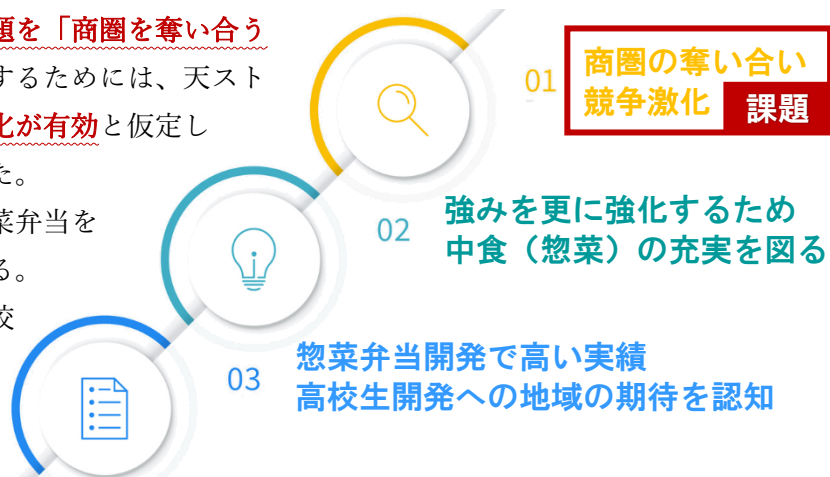 題を「商圏を奪い合う
するためには、天スト
化が有効と仮定し
た。
菜弁当を
る。
校
01
商圏の奪い合い
競争激化
課題
02
強みを更に強化するため
中食（惣菜）の充実を図る
03
惣菜弁当開発で高い実績
高校生開発への地域の期待を認知